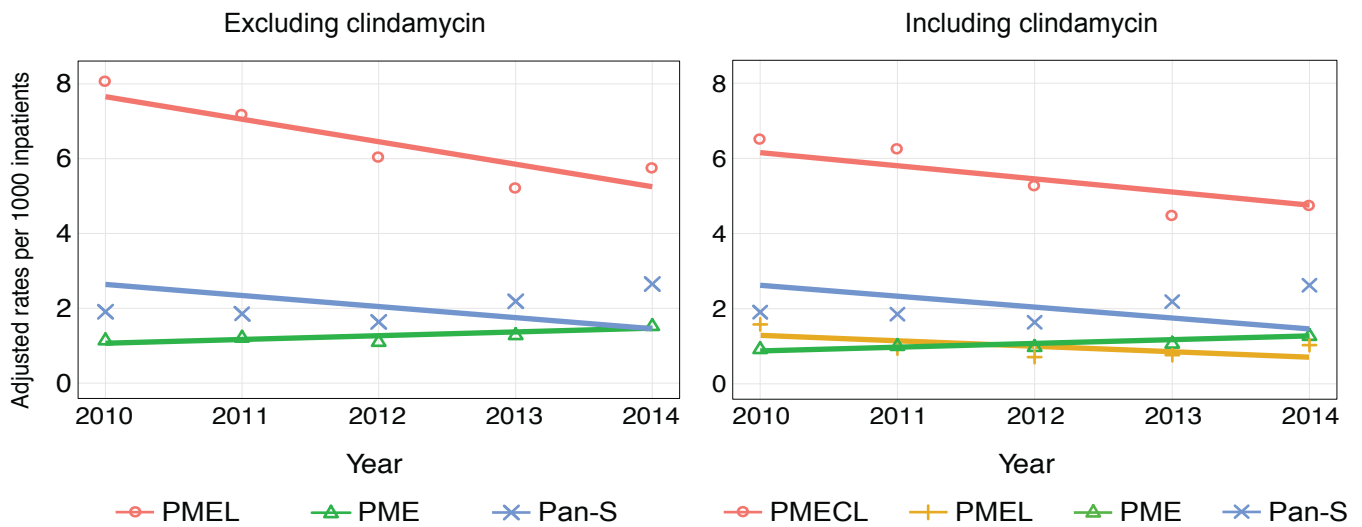 Excluding clindamycin
Adjusted rates per 1000 inpatients
8
6
4
2
0
2010 2011 2012 2013 2014
Year
PMEL PME Pan-S
Including clindamycin
8
6
4
2
0
2010 2011 2012 2013 2014
Year
PMECL PMEL PME Pan-S